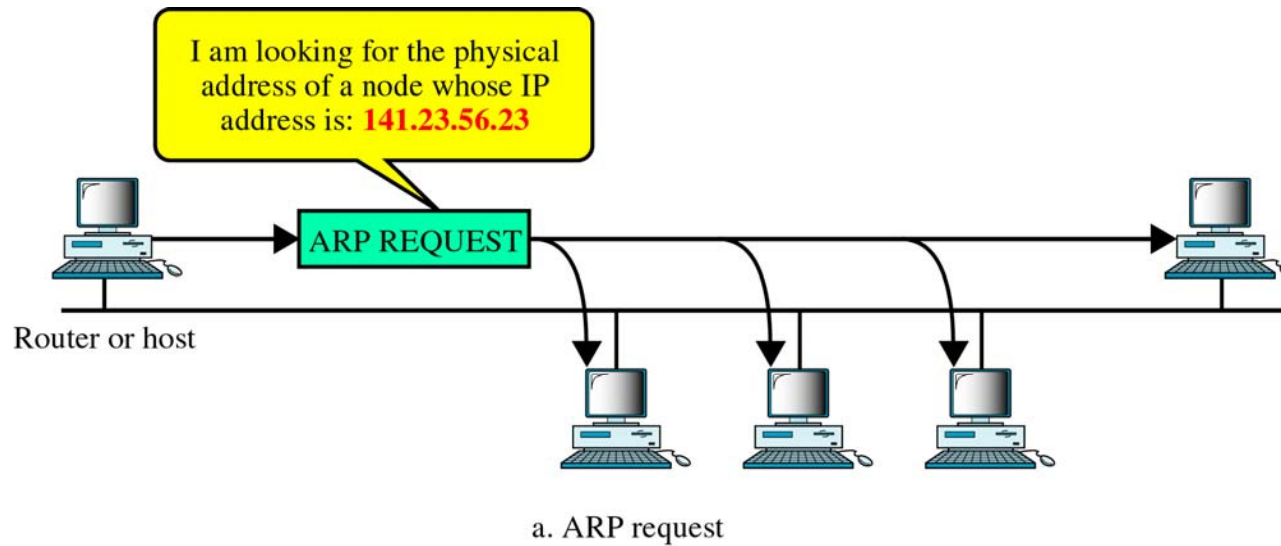 I am looking for the physical
address of a node whose IP
address is: 141.23.56.23
ARP REQUEST
Router or host
a. ARP request